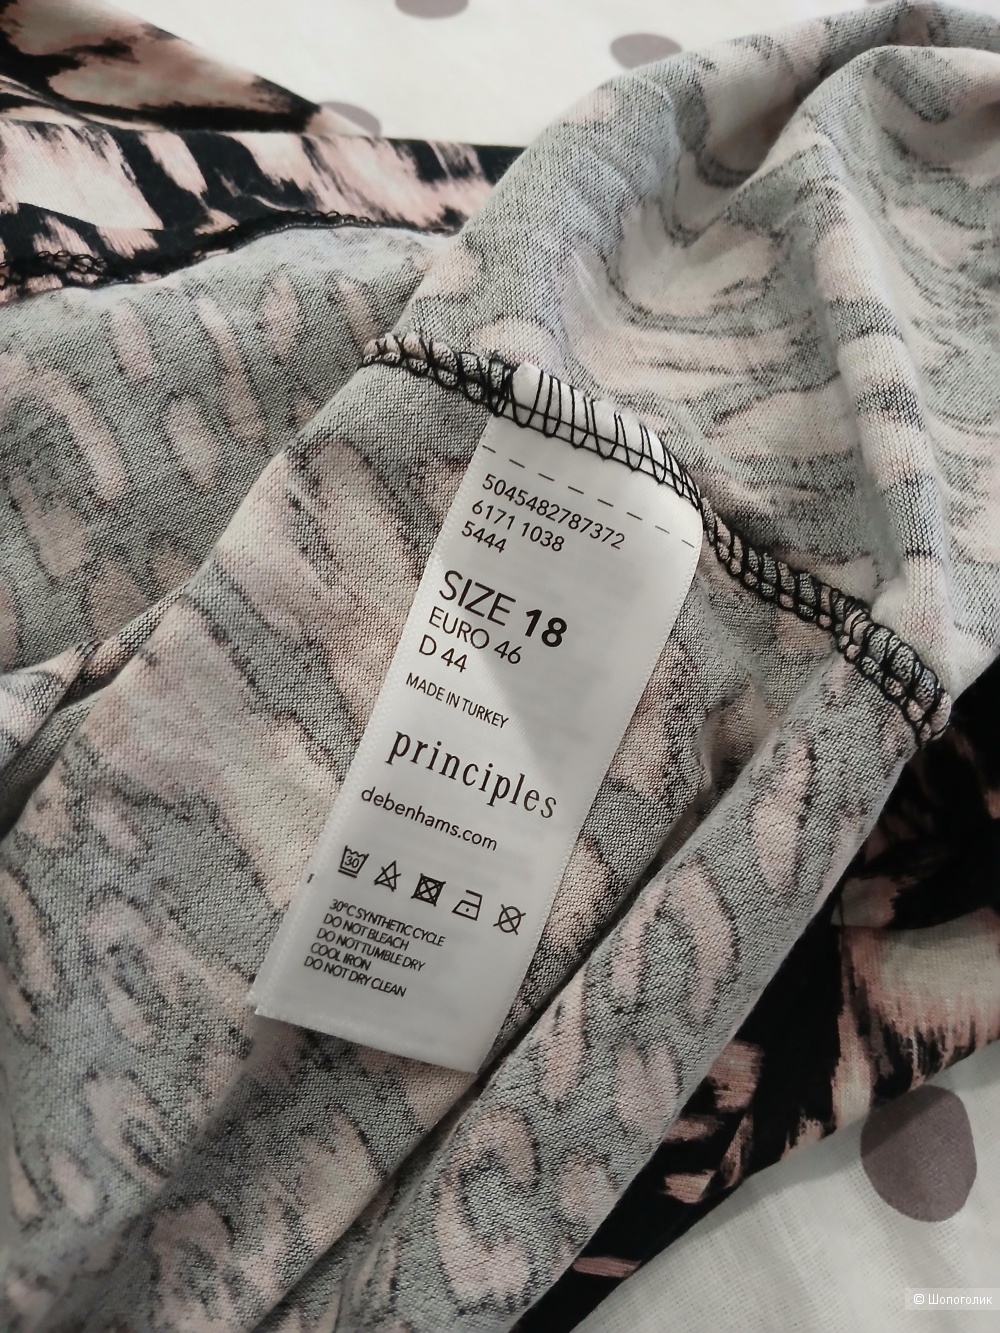 5045482787372
6171 1038
5444
SIZE 18
EURO 46
D 44
MADE IN TURKEY
principles
debenhams.com
30
30°C SYNTHETIC CYCLE
DO NOT BLEACH
DO NOT TUMBLE DRY
COOL IRON
DO NOT DRY CLEAN
© Шопоголик